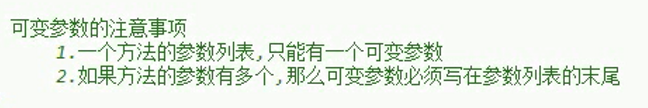 可变参数的注意事项
1.一个方法的参数列表,只能有一个可变参数
2.如果方法的参数有多个,那么可变参数必须写在参数列表的末尾